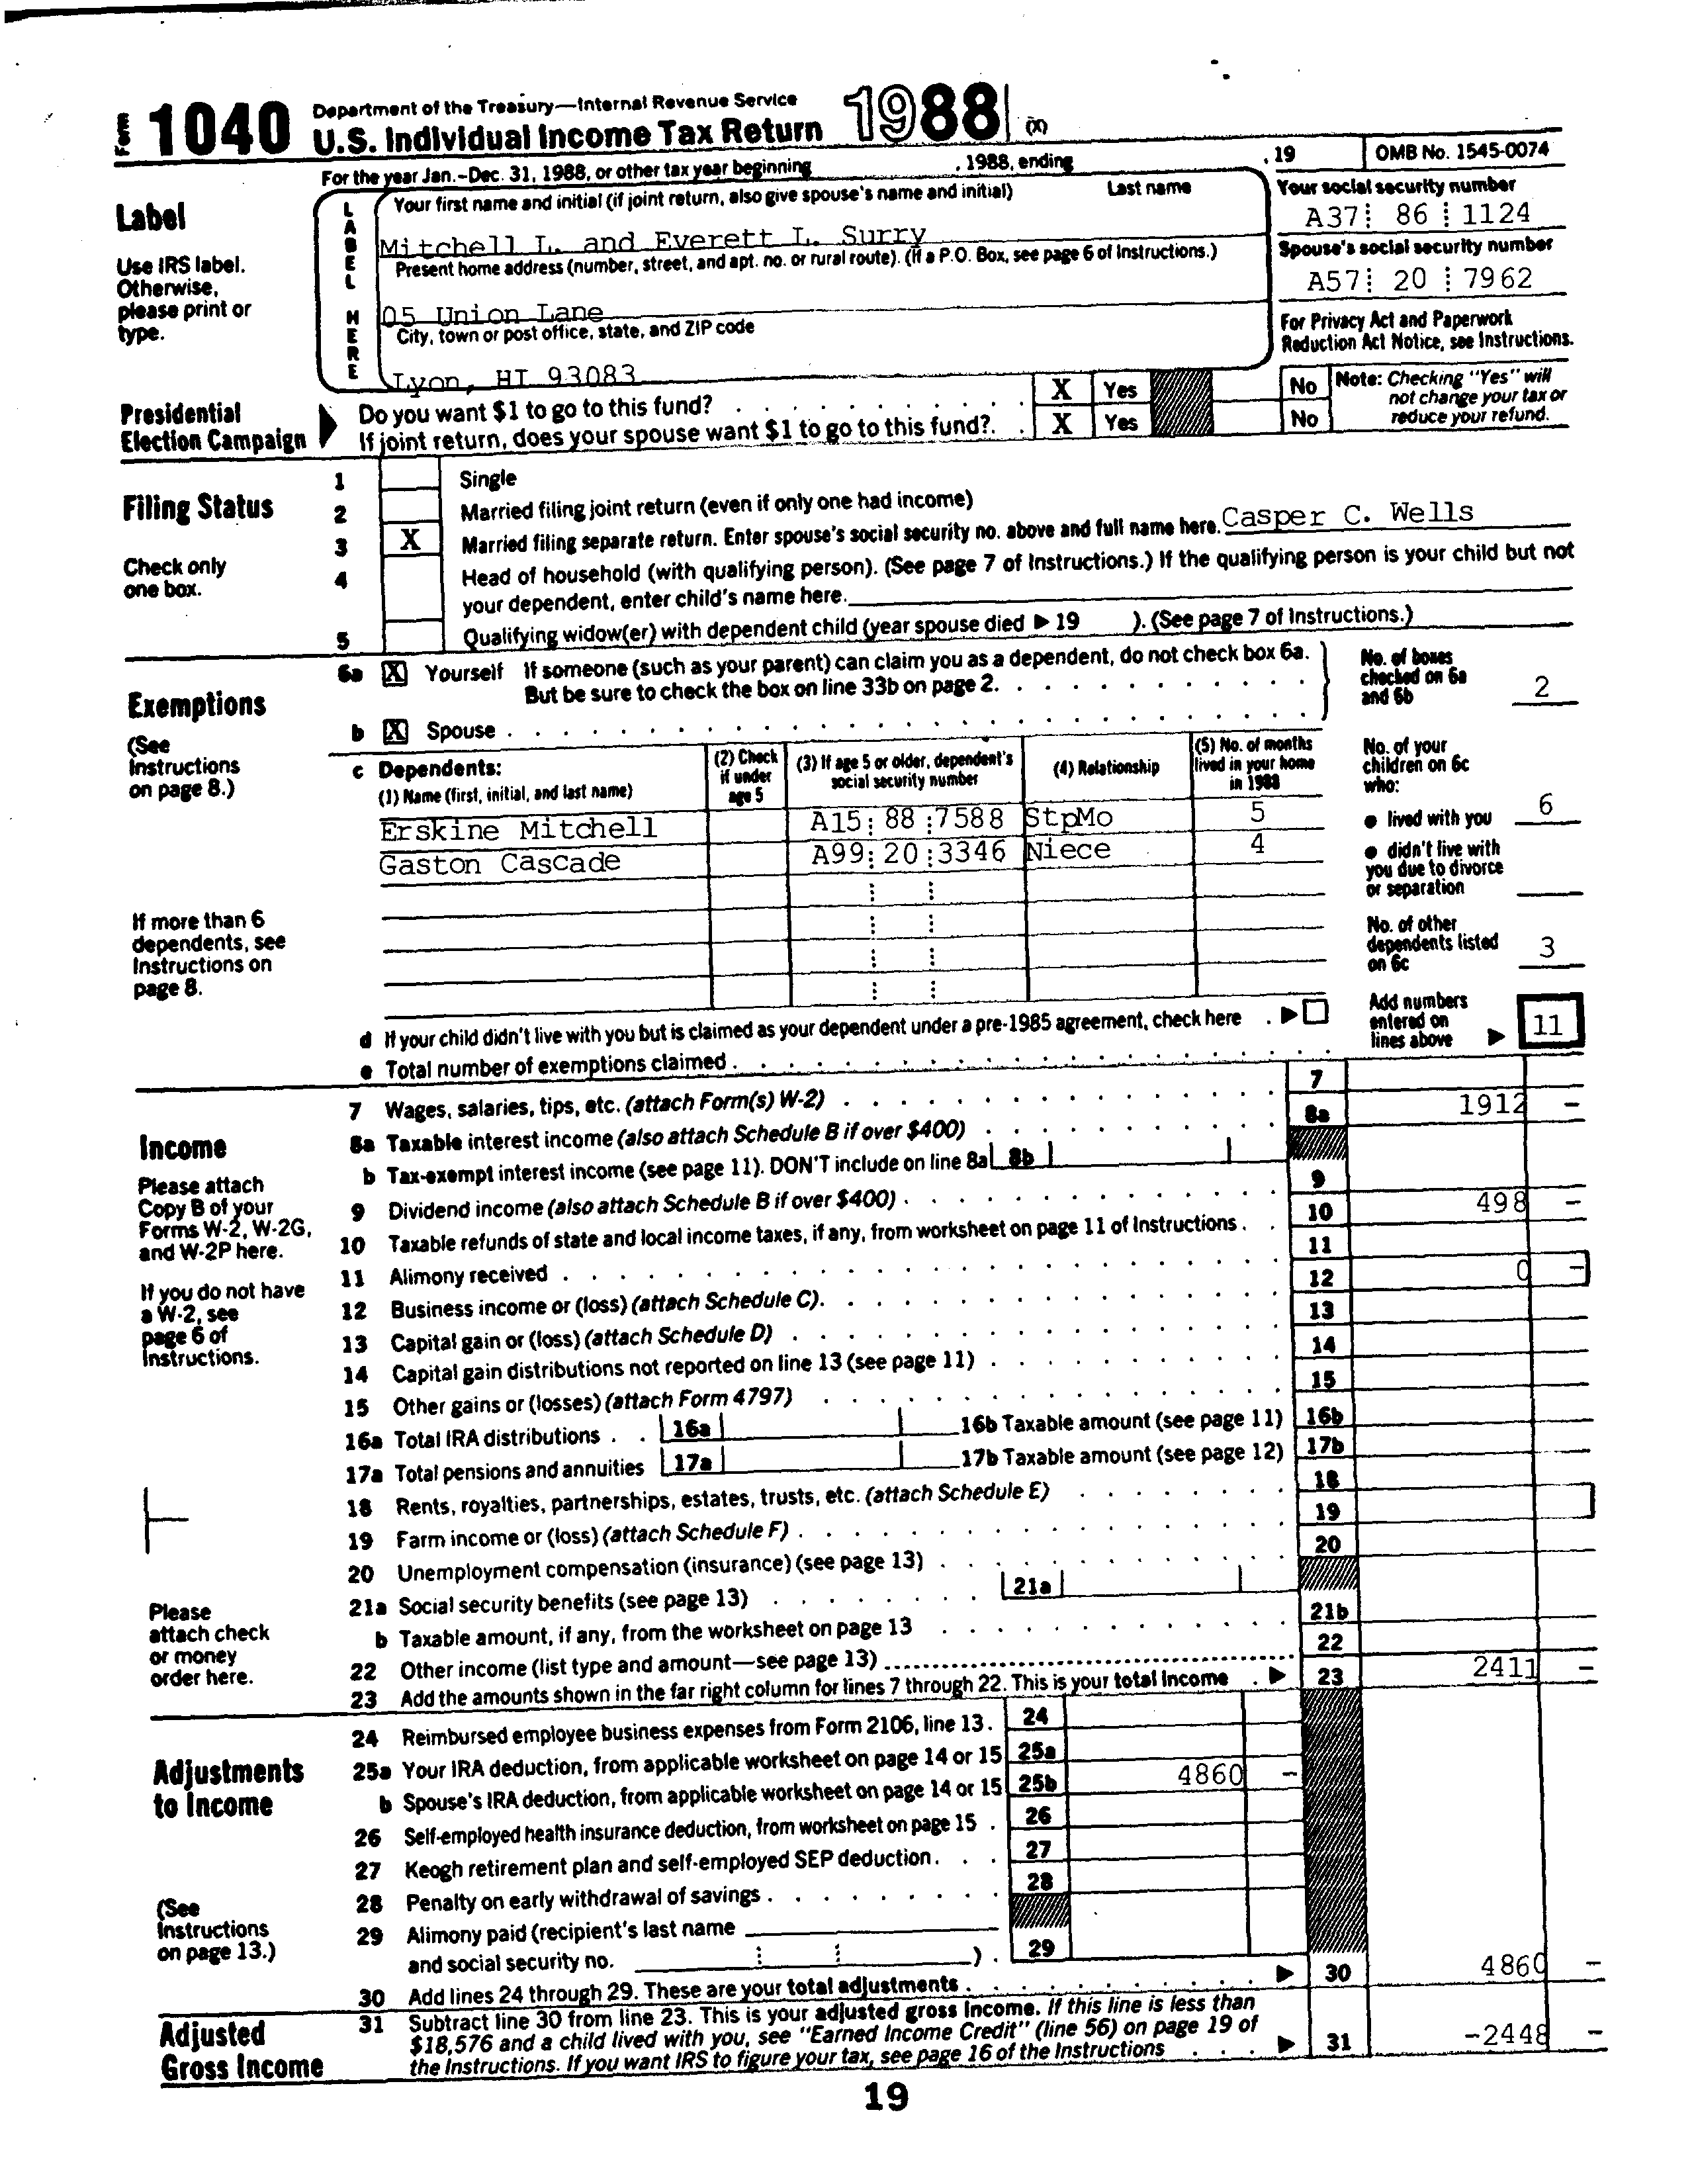 Form 1040 Department of the Treasury—Internal Revenue Service
U.S. Individual Income Tax Return 1988 (X)
For the year Jan.-Dec. 31, 1988, or other tax year beginning , 1988, ending , 19 OMB No. 1545-0074
Label
Use IRS label.
Otherwise,
please print or
type.
LABEL HERE
Your first name and initial (if joint return, also give spouse's name and initial) Last name
Mitchell L. and Everett L. Surry
Your social security number
A37 86 1124
Present home address (number, street, and apt. no. or rural route). (If a P.O. Box, see page 6 of Instructions.)
05 Union Lane
Spouse's social security number
A57 20 7962
City, town or post office, state, and ZIP code
Lyon, HI 93083
For Privacy Act and Paperwork
Reduction Act Notice, see Instructions.
Presidential
Election Campaign
Do you want $1 to go to this fund? X Yes No
If joint return, does your spouse want $1 to go to this fund?. X Yes No
Note: Checking "Yes" will
not change your tax or
reduce your refund.
Filing Status
Check only
one box.
1 Single
2 Married filing joint return (even if only one had income)
3 X Married filing separate return. Enter spouse's social security no. above and full name here. Casper C. Wells
4 Head of household (with qualifying person). (See page 7 of Instructions.) If the qualifying person is your child but not
your dependent, enter child's name here.
5 Qualifying widow(er) with dependent child (year spouse died ▶ 19 ). (See page 7 of Instructions.)
Exemptions
(See
Instructions
on page 8.)
6a X Yourself If someone (such as your parent) can claim you as a dependent, do not check box 6a.
But be sure to check the box on line 33b on page 2.
b X Spouse
No. of boxes
checked on 6a
and 6b 2
c Dependents:
(1) Name (first, initial, and last name)
(2) Check
if under
age 5
(3) If age 5 or older, dependent's
social security number
(4) Relationship
(5) No. of months
lived in your home
in 1988
Erskine Mitchell A15 88 7588 StpMo 5
Gaston Cascade A99 20 3346 Niece 4
No. of your
children on 6c
who:
● lived with you 6
● didn't live with
you due to divorce
or separation
No. of other
dependents listed
on 6c 3
If more than 6
dependents, see
Instructions on
page 8.
d If your child didn't live with you but is claimed as your dependent under a pre-1985 agreement, check here . ▶
e Total number of exemptions claimed
Add numbers
entered on
lines above ▶ 11
Income
Please attach
Copy B of your
Forms W-2, W-2G,
and W-2P here.
If you do not have
a W-2, see
page 6 of
Instructions.
Please
attach check
or money
order here.
7 Wages, salaries, tips, etc. (attach Form(s) W-2) 7
8a Taxable interest income (also attach Schedule B if over $400) 8a 1912 -
b Tax-exempt interest income (see page 11). DON'T include on line 8a 8b
9 Dividend income (also attach Schedule B if over $400) 9
10 Taxable refunds of state and local income taxes, if any, from worksheet on page 11 of Instructions 10 498 -
11 Alimony received 11
12 Business income or (loss) (attach Schedule C). 12 0 -
13 Capital gain or (loss) (attach Schedule D) 13
14 Capital gain distributions not reported on line 13 (see page 11) 14
15 Other gains or (losses) (attach Form 4797) 15
16a Total IRA distributions 16a 16b Taxable amount (see page 11) 16b
17a Total pensions and annuities 17a 17b Taxable amount (see page 12) 17b
18 Rents, royalties, partnerships, estates, trusts, etc. (attach Schedule E) 18
19 Farm income or (loss) (attach Schedule F) 19
20 Unemployment compensation (insurance) (see page 13) 20
21a Social security benefits (see page 13) 21a
b Taxable amount, if any, from the worksheet on page 13 21b
22 Other income (list type and amount—see page 13) 22
23 Add the amounts shown in the far right column for lines 7 through 22. This is your total income ▶ 23 2411 -
Adjustments
to Income
(See
Instructions
on page 13.)
24 Reimbursed employee business expenses from Form 2106, line 13. 24
25a Your IRA deduction, from applicable worksheet on page 14 or 15 25a
b Spouse's IRA deduction, from applicable worksheet on page 14 or 15 25b 4860 -
26 Self-employed health insurance deduction, from worksheet on page 15 26
27 Keogh retirement plan and self-employed SEP deduction. 27
28 Penalty on early withdrawal of savings 28
29 Alimony paid (recipient's last name
and social security no. ) . 29
30 Add lines 24 through 29. These are your total adjustments ▶ 30 4860 -
Adjusted
Gross Income
31 Subtract line 30 from line 23. This is your adjusted gross income. If this line is less than
$18,576 and a child lived with you, see "Earned Income Credit" (line 56) on page 19 of
the Instructions. If you want IRS to figure your tax, see page 16 of the Instructions ▶ 31 -2448 -
19